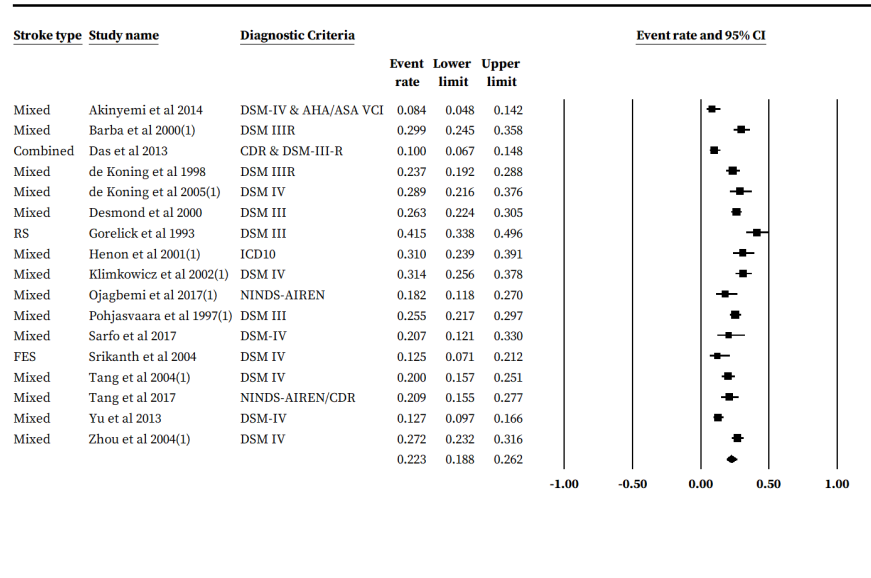 Stroke type Study name Diagnostic Criteria Event rate and 95% CI
Event Lower Upper
rate limit limit
Mixed Akinyemi et al 2014 DSM-IV & AHA/ASA VCI 0.084 0.048 0.142
Mixed Barba et al 2000(1) DSM IIIR 0.299 0.245 0.358
Combined Das et al 2013 CDR & DSM-III-R 0.100 0.067 0.148
Mixed de Koning et al 1998 DSM IIIR 0.237 0.192 0.288
Mixed de Koning et al 2005(1) DSM IV 0.289 0.216 0.376
Mixed Desmond et al 2000 DSM III 0.263 0.224 0.305
RS Gorelick et al 1993 DSM III 0.415 0.338 0.496
Mixed Henon et al 2001(1) ICD10 0.310 0.239 0.391
Mixed Klimkowicz et al 2002(1) DSM IV 0.314 0.256 0.378
Mixed Ojagbemi et al 2017(1) NINDS-AIREN 0.182 0.118 0.270
Mixed Pohjasvaara et al 1997(1) DSM III 0.255 0.217 0.297
Mixed Sarfo et al 2017 DSM-IV 0.207 0.121 0.330
FES Srikanth et al 2004 DSM IV 0.125 0.071 0.212
Mixed Tang et al 2004(1) DSM IV 0.200 0.157 0.251
Mixed Tang et al 2017 NINDS-AIREN/CDR 0.209 0.155 0.277
Mixed Yu et al 2013 DSM-IV 0.127 0.097 0.166
Mixed Zhou et al 2004(1) DSM IV 0.272 0.232 0.316
0.223 0.188 0.262
-1.00 -0.50 0.00 0.50 1.00